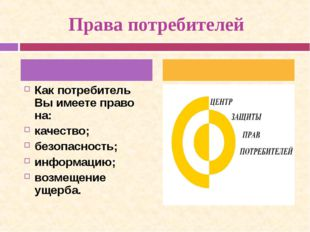 Права потребителей
Как потребитель
Вы имеете право
на:
качество;
безопасность;
информацию;
возмещение
ущерба.
ЦЕНТР
ЗАЩИТЫ
ПРАВ
ПОТРЕБИТЕЛЕЙ